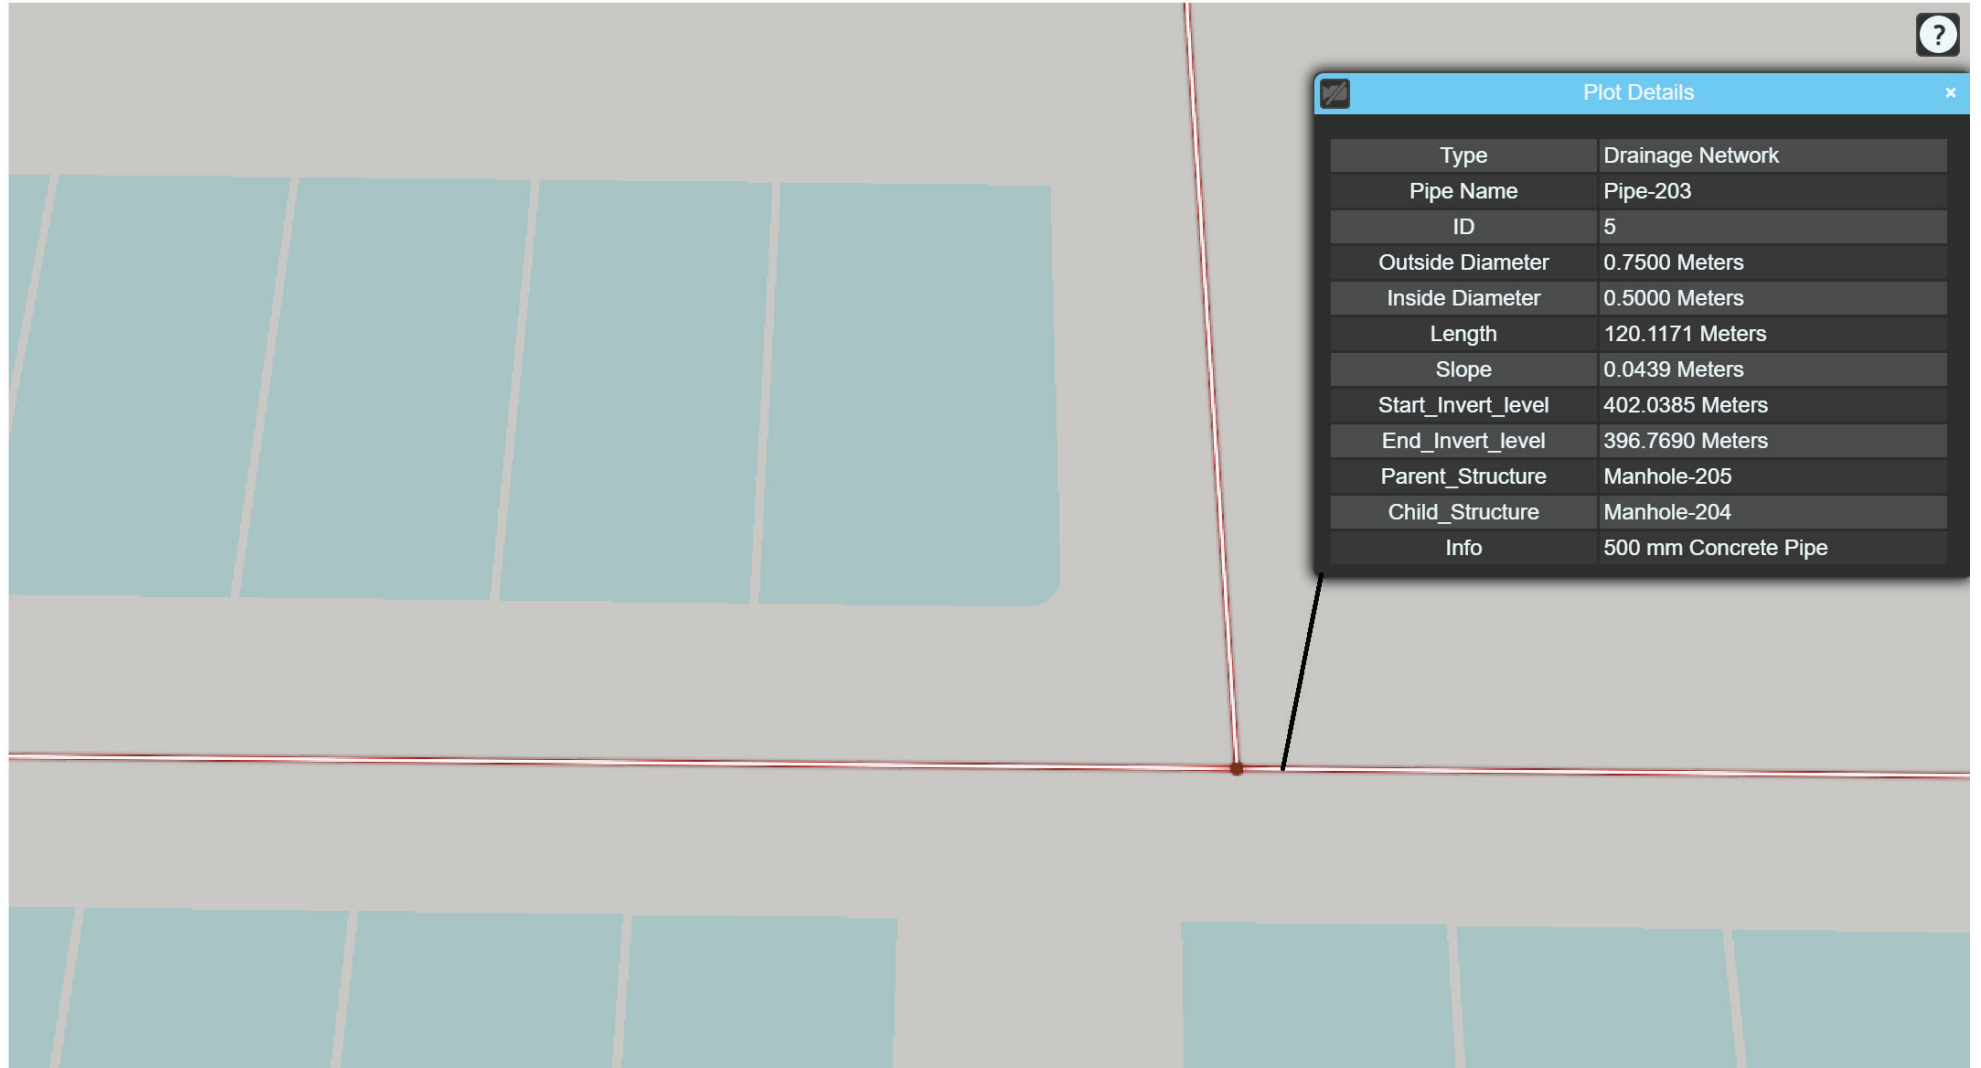 ?
Plot Details ×
Type Drainage Network
Pipe Name Pipe-203
ID 5
Outside Diameter 0.7500 Meters
Inside Diameter 0.5000 Meters
Length 120.1171 Meters
Slope 0.0439 Meters
Start_Invert_level 402.0385 Meters
End_Invert_level 396.7690 Meters
Parent_Structure Manhole-205
Child_Structure Manhole-204
Info 500 mm Concrete Pipe